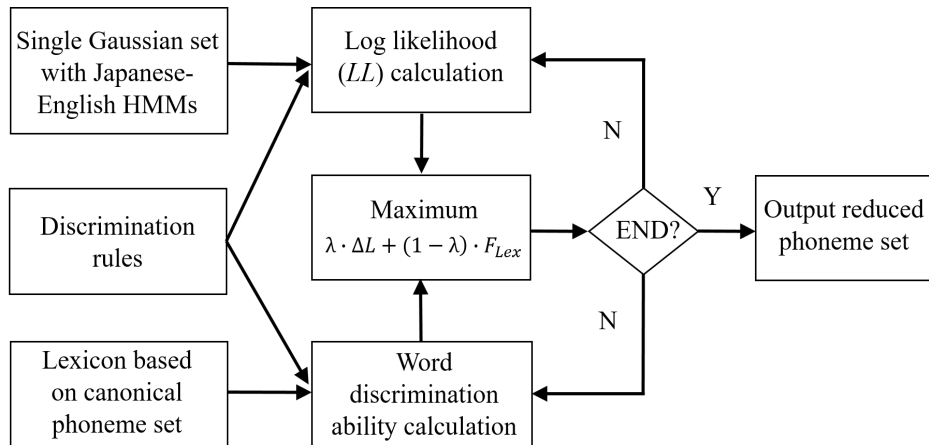 Single Gaussian set
with Japanese-
English HMMs
Log likelihood
(LL) calculation
N
Discrimination
rules
Maximum
λ · ΔL + (1 − λ) · F_Lex
END?
Y
Output reduced
phoneme set
N
Lexicon based
on canonical
phoneme set
Word
discrimination
ability calculation